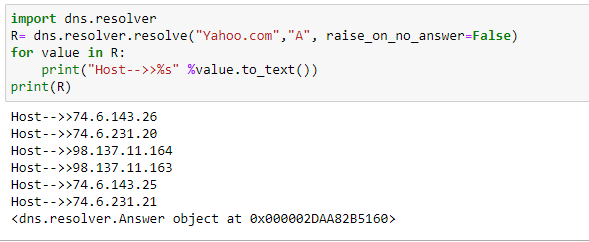 import dns.resolver
R= dns.resolver.resolve("Yahoo.com","A", raise_on_no_answer=False)
for value in R:
    print("Host-->>%s" %value.to_text())
print(R)
Host-->>74.6.143.26
Host-->>74.6.231.20
Host-->>98.137.11.164
Host-->>98.137.11.163
Host-->>74.6.143.25
Host-->>74.6.231.21
<dns.resolver.Answer object at 0x000002DAA82B5160>